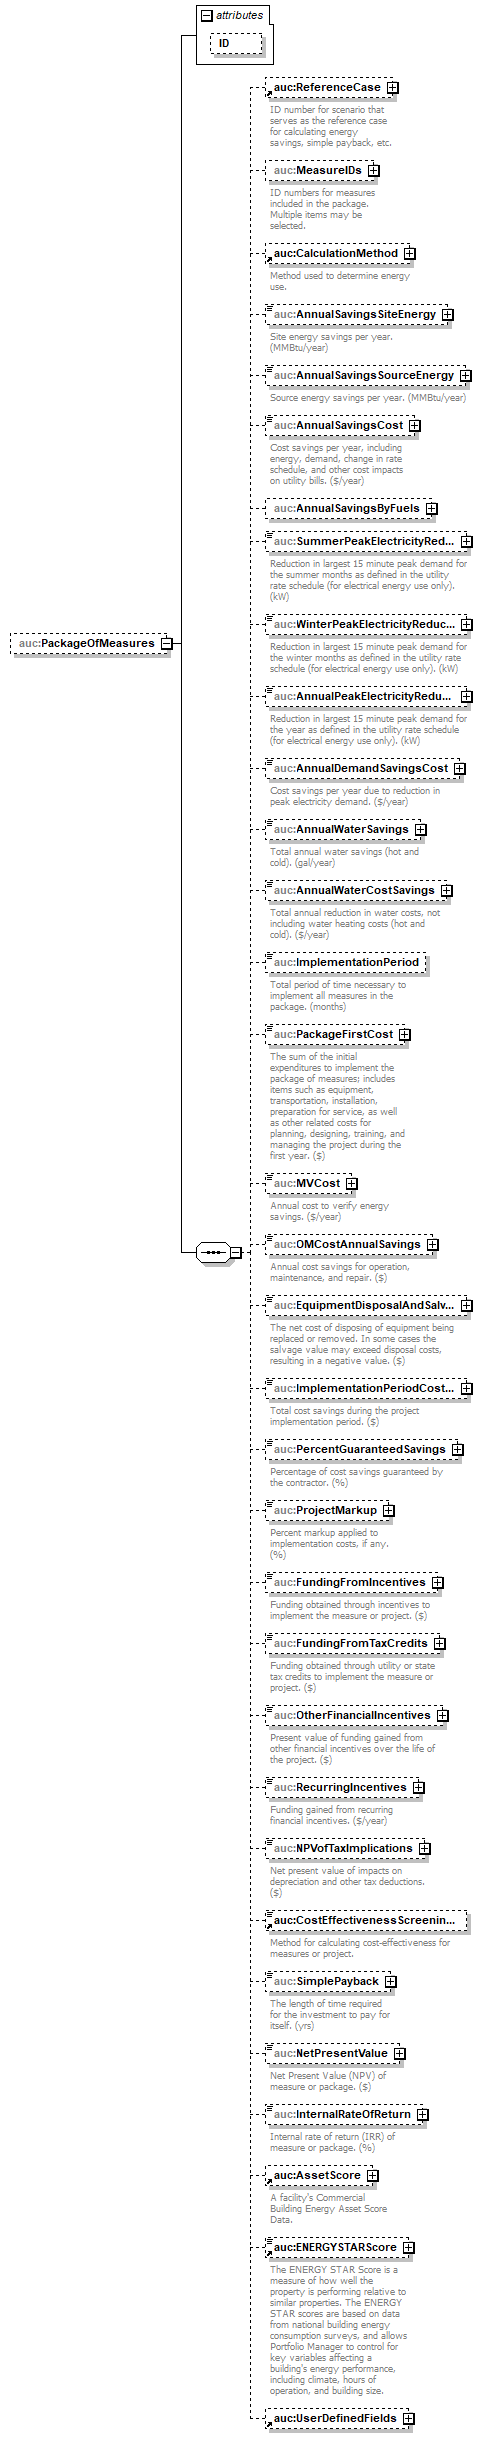 attributes
ID
auc:ReferenceCase
ID number for scenario that
serves as the reference case
for calculating energy
savings, simple payback, etc.
auc:MeasureIDs
ID numbers for measures
included in the package.
Multiple items may be
selected.
auc:CalculationMethod
Method used to determine energy
use.
auc:AnnualSavingsSiteEnergy
Site energy savings per year.
(MMBtu/year)
auc:AnnualSavingsSourceEnergy
Source energy savings per year. (MMBtu/year)
auc:AnnualSavingsCost
Cost savings per year, including
energy, demand, change in rate
schedule, and other cost impacts
on utility bills. ($/year)
auc:AnnualSavingsByFuels
auc:SummerPeakElectricityRed...
Reduction in largest 15 minute peak demand for
the summer months as defined in the utility
rate schedule (for electrical energy use only).
(kW)
auc:WinterPeakElectricityReduc...
Reduction in largest 15 minute peak demand for
the winter months as defined in the utility rate
schedule (for electrical energy use only). (kW)
auc:PackageOfMeasures
auc:AnnualPeakElectricityRedu...
Reduction in largest 15 minute peak demand for
the year as defined in the utility rate schedule
(for electrical energy use only). (kW)
auc:AnnualDemandSavingsCost
Cost savings per year due to reduction in
peak electricity demand. ($/year)
auc:AnnualWaterSavings
Total annual water savings (hot and
cold). (gal/year)
auc:AnnualWaterCostSavings
Total annual reduction in water costs, not
including water heating costs (hot and
cold). ($/year)
auc:ImplementationPeriod
Total period of time necessary to
implement all measures in the
package. (months)
auc:PackageFirstCost
The sum of the initial
expenditures to implement the
package of measures; includes
items such as equipment,
transportation, installation,
preparation for service, as well
as other related costs for
planning, designing, training, and
managing the project during the
first year. ($)
auc:MVCost
Annual cost to verify energy
savings. ($/year)
auc:OMCostAnnualSavings
Annual cost savings for operation,
maintenance, and repair. ($)
auc:EquipmentDisposalAndSalv...
The net cost of disposing of equipment being
replaced or removed. In some cases the
salvage value may exceed disposal costs,
resulting in a negative value. ($)
auc:ImplementationPeriodCost...
Total cost savings during the project
implementation period. ($)
auc:PercentGuaranteedSavings
Percentage of cost savings guaranteed by
the contractor. (%)
auc:ProjectMarkup
Percent markup applied to
implementation costs, if any.
(%)
auc:FundingFromIncentives
Funding obtained through incentives to
implement the measure or project. ($)
auc:FundingFromTaxCredits
Funding obtained through utility or state
tax credits to implement the measure or
project. ($)
auc:OtherFinancialIncentives
Present value of funding gained from
other financial incentives over the life of
the project. ($)
auc:RecurringIncentives
Funding gained from recurring
financial incentives. ($/year)
auc:NPVofTaxImplications
Net present value of impacts on
depreciation and other tax deductions.
($)
auc:CostEffectivenessScreenin...
Method for calculating cost-effectiveness for
measures or project.
auc:SimplePayback
The length of time required
for the investment to pay for
itself. (yrs)
auc:NetPresentValue
Net Present Value (NPV) of
measure or package. ($)
auc:InternalRateOfReturn
Internal rate of return (IRR) of
measure or package. (%)
auc:AssetScore
A facility's Commercial
Building Energy Asset Score
Data.
auc:ENERGYSTARScore
The ENERGY STAR Score is a
measure of how well the
property is performing relative to
similar properties. The ENERGY
STAR scores are based on data
from national building energy
consumption surveys, and allows
Portfolio Manager to control for
key variables affecting a
building's energy performance,
including climate, hours of
operation, and building size.
auc:UserDefinedFields